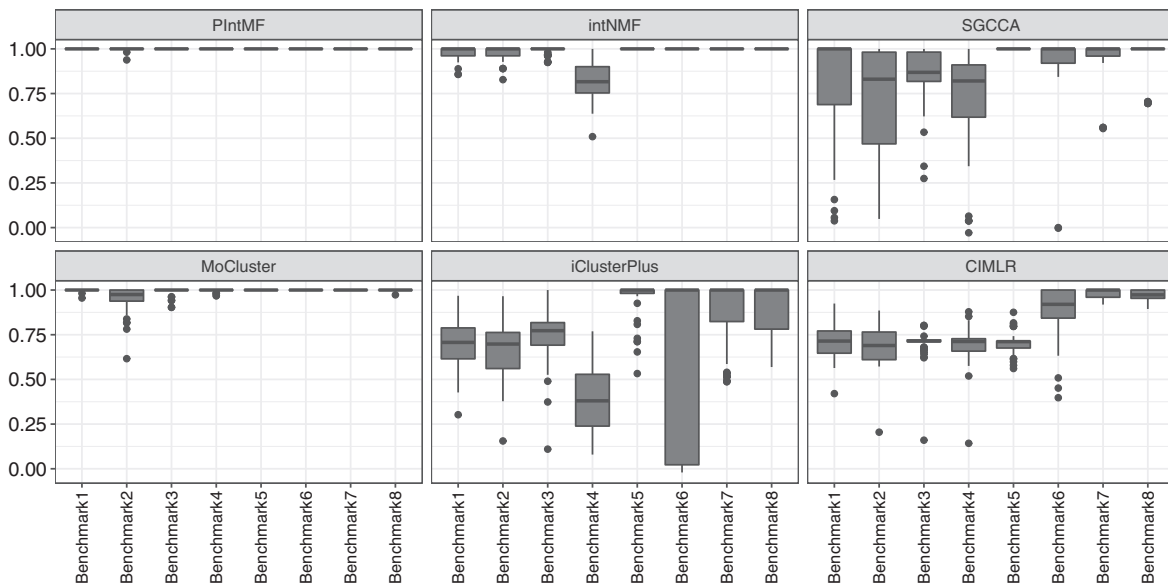 PIntMF
intNMF
SGCCA
1.00
0.75
0.50
0.25
0.00
MoCluster
iClusterPlus
CIMLR
1.00
0.75
0.50
0.25
0.00
Benchmark1
Benchmark2
Benchmark3
Benchmark4
Benchmark5
Benchmark6
Benchmark7
Benchmark8
Benchmark1
Benchmark2
Benchmark3
Benchmark4
Benchmark5
Benchmark6
Benchmark7
Benchmark8
Benchmark1
Benchmark2
Benchmark3
Benchmark4
Benchmark5
Benchmark6
Benchmark7
Benchmark8